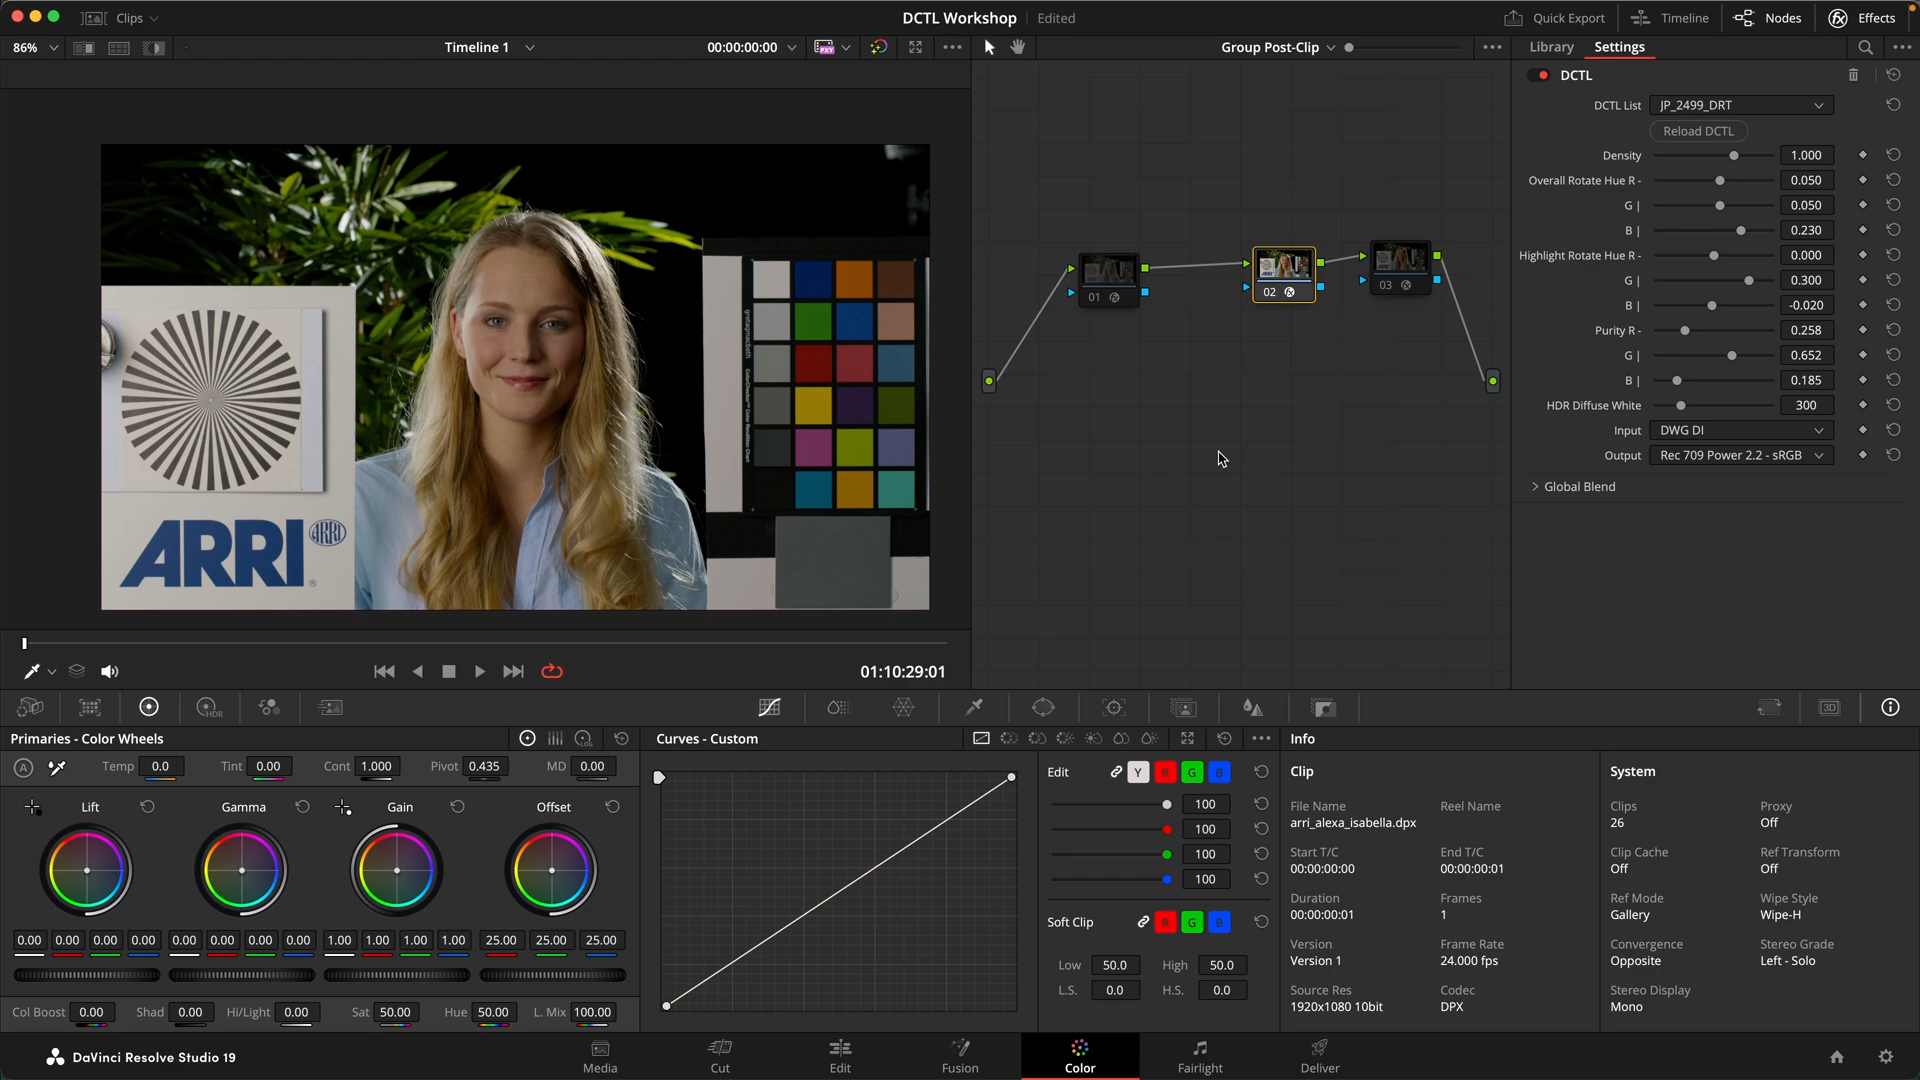 Clips
DCTL Workshop
Edited
Quick Export
Timeline
Nodes
Effects
86%
Timeline 1
00:00:00:00
PXY
Group Post-Clip
Library
Settings
DCTL
DCTL List
JP_2499_DRT
Reload DCTL
Density
1.000
Overall Rotate Hue R -
0.050
G |
0.050
B |
0.230
Highlight Rotate Hue R -
0.000
G |
0.300
B |
-0.020
Purity R -
0.258
G |
0.652
B |
0.185
HDR Diffuse White
300
Input
DWG DI
Output
Rec 709 Power 2.2 - sRGB
Global Blend
01
02
03
gretagmacbeth
ColorChecker™ Color Rendition Chart
ARRI
ARRI
®
01:10:29:01
HDR
3D
Primaries - Color Wheels
LOG
Curves - Custom
Info
A
Temp
0.0
Tint
0.00
Cont
1.000
Pivot
0.435
MD
0.00
Lift
Gamma
Gain
Offset
0.00
0.00
0.00
0.00
0.00
0.00
0.00
0.00
1.00
1.00
1.00
1.00
25.00
25.00
25.00
Col Boost
0.00
Shad
0.00
Hi/Light
0.00
Sat
50.00
Hue
50.00
L. Mix
100.00
Edit
Y
R
G
B
100
100
100
100
Soft Clip
R
G
B
Low
50.0
High
50.0
L.S.
0.0
H.S.
0.0
Clip
File Name
arri_alexa_isabella.dpx
Reel Name
Start T/C
00:00:00:00
End T/C
00:00:00:01
Duration
00:00:00:01
Frames
1
Version
Version 1
Frame Rate
24.000 fps
Source Res
1920x1080 10bit
Codec
DPX
System
Clips
26
Proxy
Off
Clip Cache
Off
Ref Transform
Off
Ref Mode
Gallery
Wipe Style
Wipe-H
Convergence
Opposite
Stereo Grade
Left - Solo
Stereo Display
Mono
DaVinci Resolve Studio 19
Media
Cut
Edit
Fusion
Color
Fairlight
Deliver